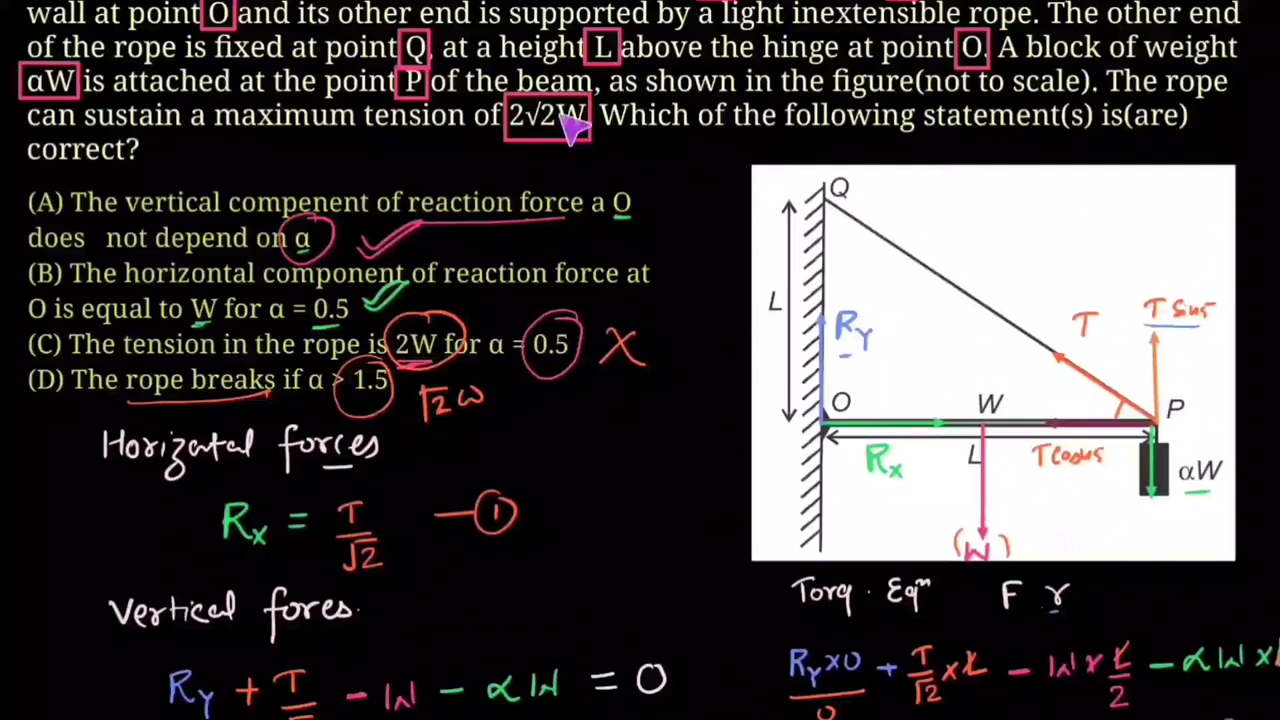 wall at point O and its other end is supported by a light inextensible rope. The other end
of the rope is fixed at point Q, at a height L above the hinge at point O. A block of weight
αW is attached at the point P of the beam, as shown in the figure(not to scale). The rope
can sustain a maximum tension of 2√2W. Which of the following statement(s) is(are)
correct?
(A) The vertical compenent of reaction force a O
does not depend on α
(B) The horizontal component of reaction force at
O is equal to W for α = 0.5
(C) The tension in the rope is 2W for α = 0.5
(D) The rope breaks if α > 1.5
√2 W
Horizatal forces
Rx = T/√2 —①
Vertical fores.
RY + T/ - W - αW = 0
Q
L
RY
T
T Sin45
O
W
P
Rx
L
Tcos45
αW
(W)
Torq. Eqⁿ F r
RY×0 + T/√2 × L - W × L/2 - αW ×
0